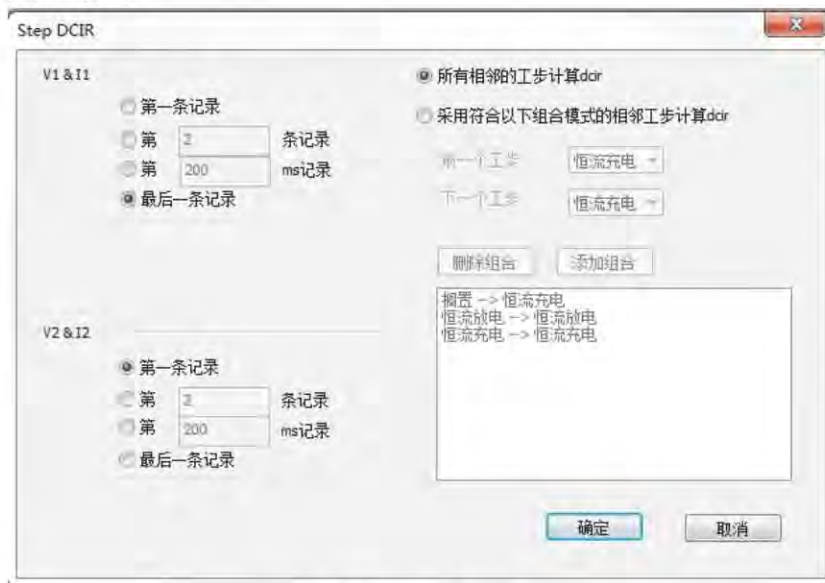 Step DCIR
V1&I1
第一条记录
第 2 条记录
第 200 ms记录
最后一条记录
V2&I2
第一条记录
第 2 条记录
第 200 ms记录
最后一条记录
所有相邻的工步计算dcir
采用符合以下组合模式的相邻工步计算dcir
前一个工步 恒流充电
下一个工步 恒流充电
删除组合 添加组合
搁置 -> 恒流充电
恒流放电 -> 恒流放电
恒流充电 -> 恒流充电
确定 取消